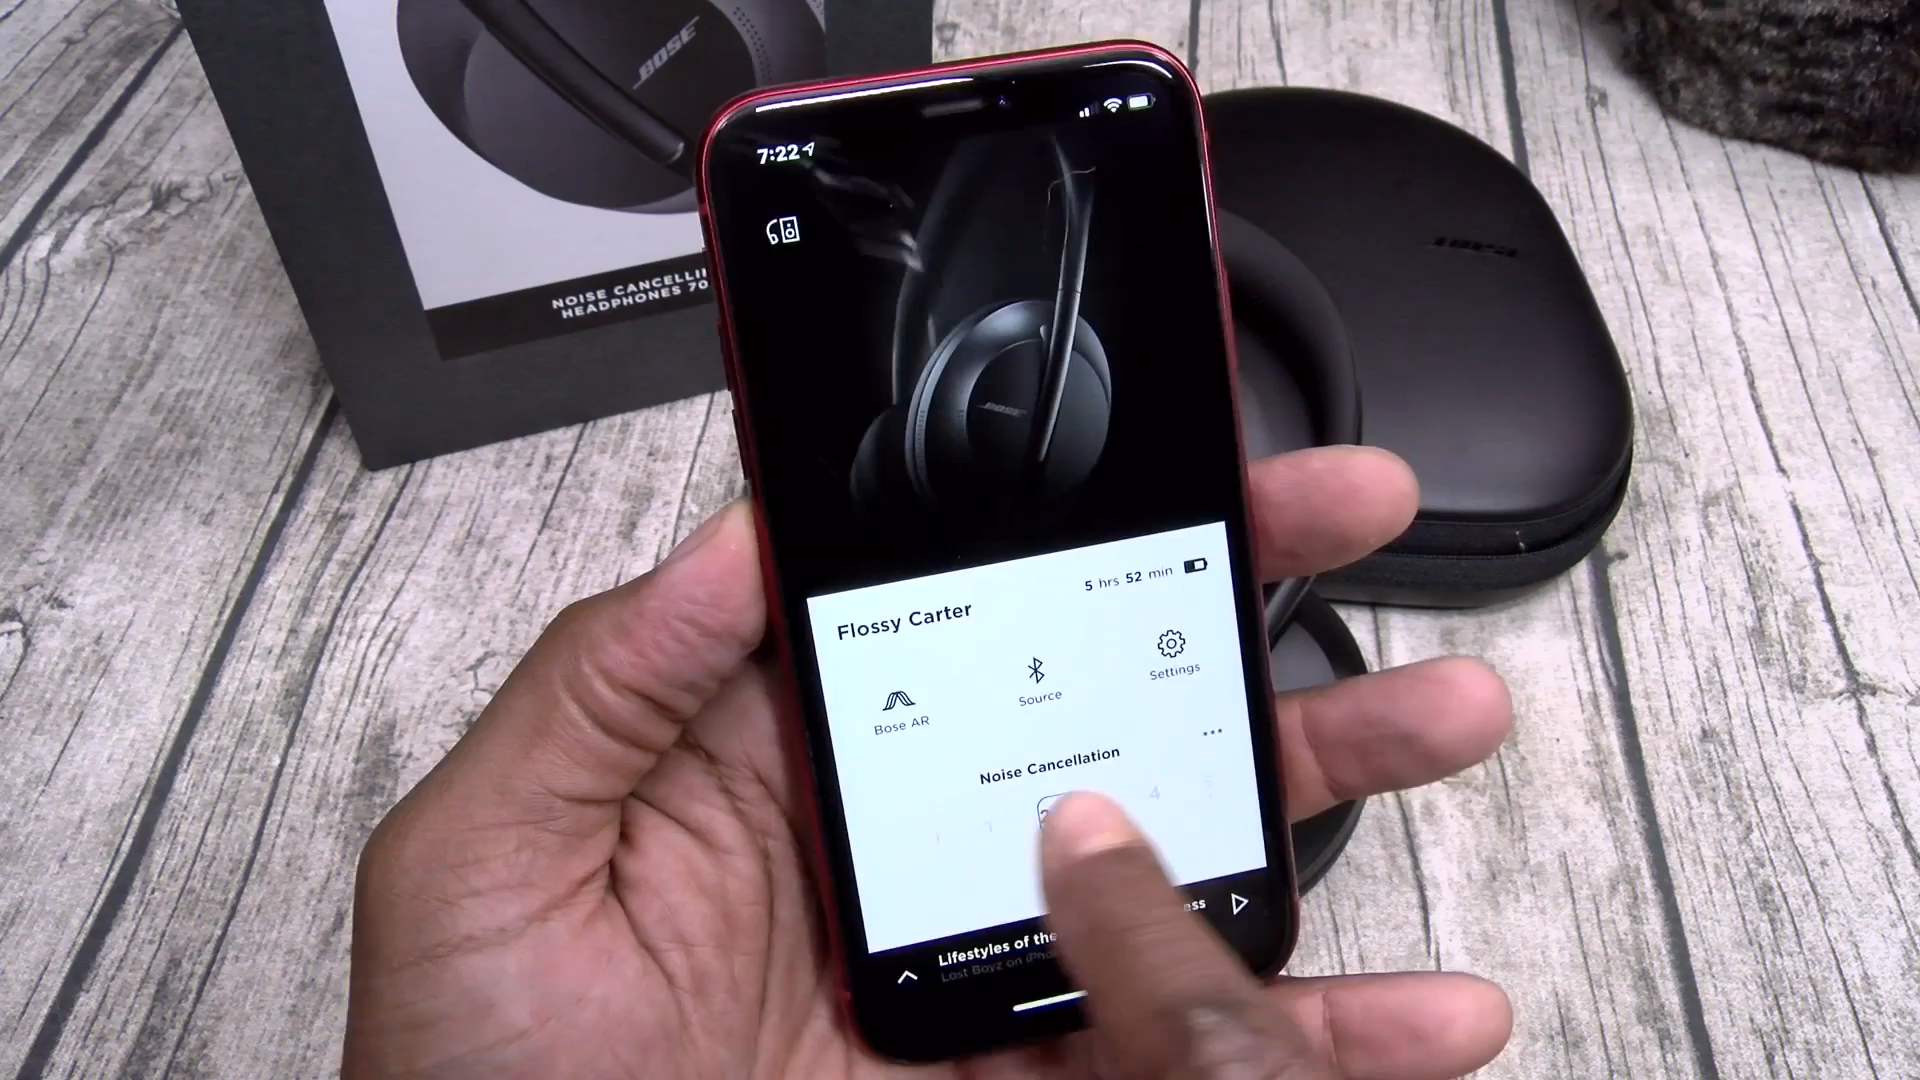 BOSE
NOISE CANCELLI
HEADPHONES 70
7:22
BOSE
BOSE
5 hrs 52 min
Flossy Carter
Settings
Source
Bose AR
Noise Cancellation
4
Lifestyles of the
ess
Lost Boyz on iPho